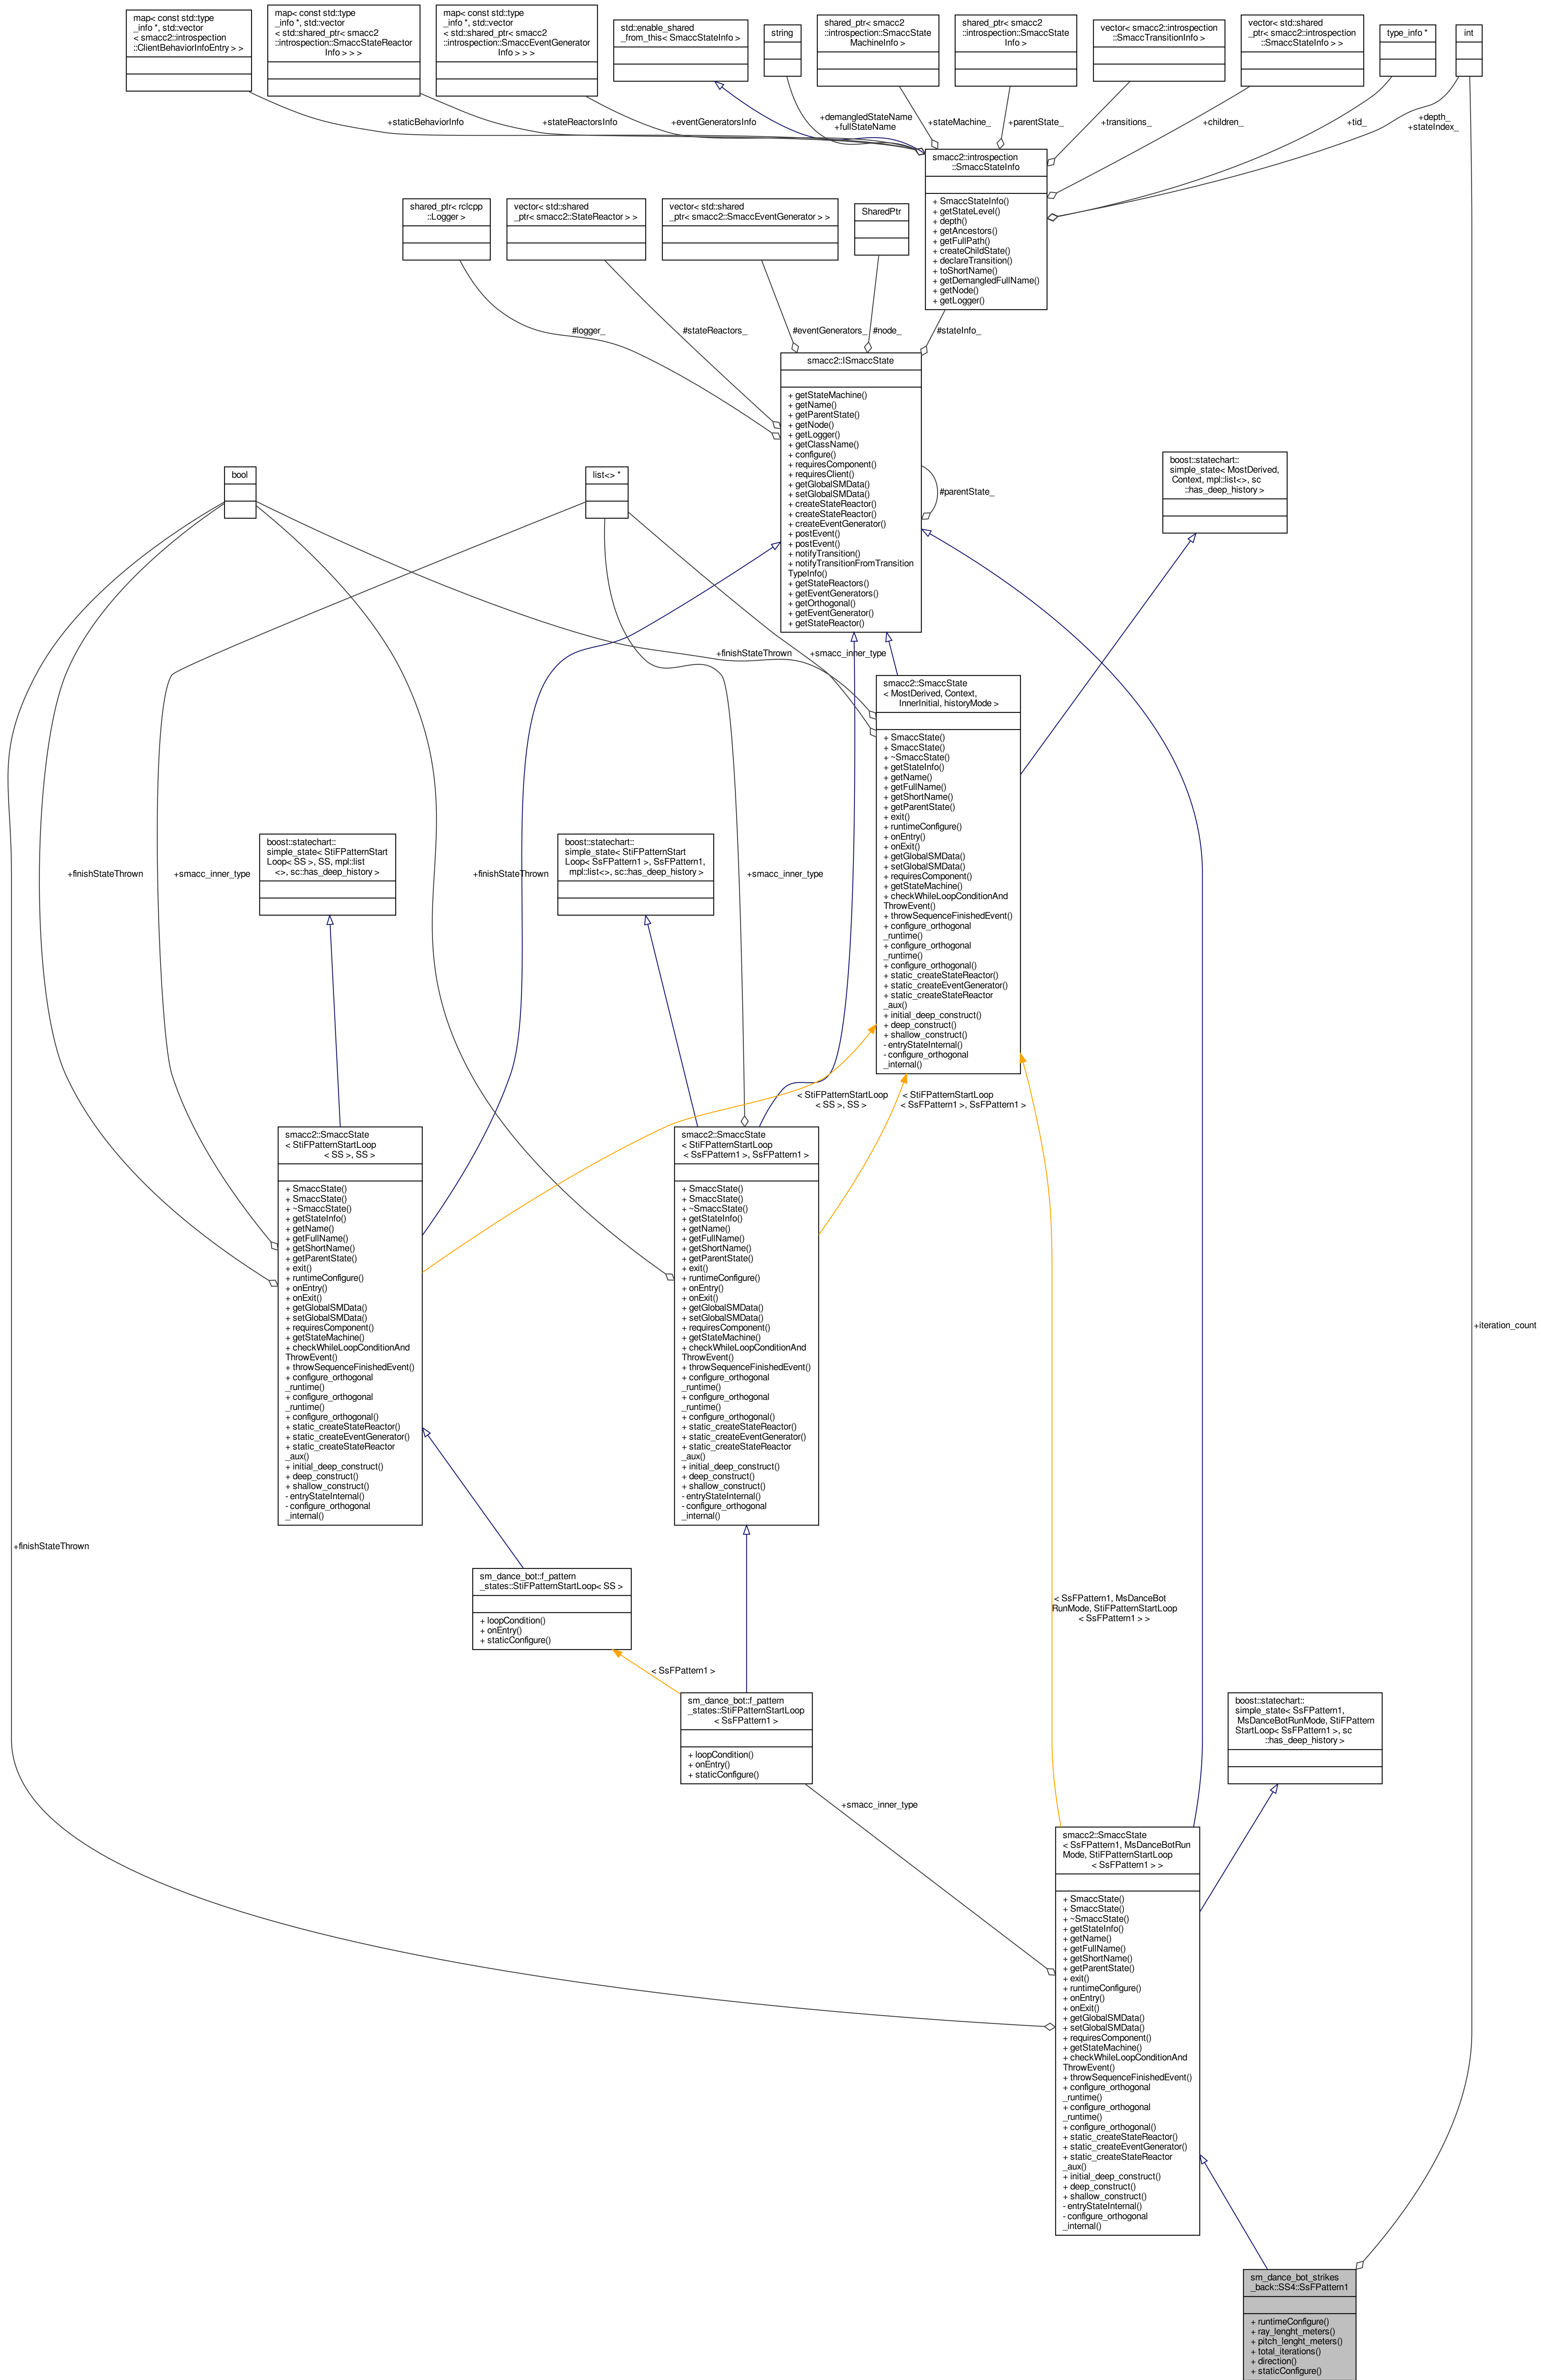 map< const std::type
_info *, std::vector
< smacc2::introspection
::ClientBehaviorInfoEntry > >
map< const std::type
_info *, std::vector
< std::shared_ptr< smacc2
::introspection::SmaccStateReactor
Info > > >
map< const std::type
_info *, std::vector
< std::shared_ptr< smacc2
::introspection::SmaccEventGenerator
Info > > >
std::enable_shared
_from_this< SmaccStateInfo >
string
shared_ptr< smacc2
::introspection::SmaccState
MachineInfo >
shared_ptr< smacc2
::introspection::SmaccState
Info >
vector< smacc2::introspection
::SmaccTransitionInfo >
vector< std::shared
_ptr< smacc2::introspection
::SmaccStateInfo > >
type_info *
int
+staticBehaviorInfo
+stateReactorsInfo
+eventGeneratorsInfo
+demangledStateName
+fullStateName
+stateMachine_
+parentState_
+transitions_
+children_
+tid_
+depth_
+stateIndex_
smacc2::introspection
::SmaccStateInfo
+ SmaccStateInfo()
+ getStateLevel()
+ depth()
+ getAncestors()
+ getFullPath()
+ createChildState()
+ declareTransition()
+ toShortName()
+ getDemangledFullName()
+ getNode()
+ getLogger()
shared_ptr< rclcpp
::Logger >
vector< std::shared
_ptr< smacc2::StateReactor > >
vector< std::shared
_ptr< smacc2::SmaccEventGenerator > >
SharedPtr
#logger_
#stateReactors_
#eventGenerators_
#node_
#stateInfo_
smacc2::ISmaccState
+ getStateMachine()
+ getName()
+ getParentState()
+ getNode()
+ getLogger()
+ getClassName()
+ configure()
+ requiresComponent()
+ requiresClient()
+ getGlobalSMData()
+ setGlobalSMData()
+ createStateReactor()
+ createStateReactor()
+ createEventGenerator()
+ postEvent()
+ postEvent()
+ notifyTransition()
+ notifyTransitionFromTransition
TypeInfo()
+ getStateReactors()
+ getEventGenerators()
+ getOrthogonal()
+ getEventGenerator()
+ getStateReactor()
#parentState_
bool
list<> *
boost::statechart::
simple_state< MostDerived,
Context, mpl::list<>, sc
::has_deep_history >
+finishStateThrown
+smacc_inner_type
smacc2::SmaccState
< MostDerived, Context,
InnerInitial, historyMode >
+ SmaccState()
+ SmaccState()
+ ~SmaccState()
+ getStateInfo()
+ getName()
+ getFullName()
+ getShortName()
+ getParentState()
+ exit()
+ runtimeConfigure()
+ onEntry()
+ onExit()
+ getGlobalSMData()
+ setGlobalSMData()
+ requiresComponent()
+ getStateMachine()
+ checkWhileLoopConditionAnd
ThrowEvent()
+ throwSequenceFinishedEvent()
+ configure_orthogonal
_runtime()
+ configure_orthogonal
_runtime()
+ configure_orthogonal()
+ static_createStateReactor()
+ static_createEventGenerator()
+ static_createStateReactor
_aux()
+ initial_deep_construct()
+ deep_construct()
+ shallow_construct()
- entryStateInternal()
- configure_orthogonal
_internal()
boost::statechart::
simple_state< StiFPatternStart
Loop< SS >, SS, mpl::list
<>, sc::has_deep_history >
boost::statechart::
simple_state< StiFPatternStart
Loop< SsFPattern1 >, SsFPattern1,
mpl::list<>, sc::has_deep_history >
+finishStateThrown
+smacc_inner_type
+finishStateThrown
+smacc_inner_type
< StiFPatternStartLoop
< SS >, SS >
< StiFPatternStartLoop
< SsFPattern1 >, SsFPattern1 >
smacc2::SmaccState
< StiFPatternStartLoop
< SS >, SS >
+ SmaccState()
+ SmaccState()
+ ~SmaccState()
+ getStateInfo()
+ getName()
+ getFullName()
+ getShortName()
+ getParentState()
+ exit()
+ runtimeConfigure()
+ onEntry()
+ onExit()
+ getGlobalSMData()
+ setGlobalSMData()
+ requiresComponent()
+ getStateMachine()
+ checkWhileLoopConditionAnd
ThrowEvent()
+ throwSequenceFinishedEvent()
+ configure_orthogonal
_runtime()
+ configure_orthogonal
_runtime()
+ configure_orthogonal()
+ static_createStateReactor()
+ static_createEventGenerator()
+ static_createStateReactor
_aux()
+ initial_deep_construct()
+ deep_construct()
+ shallow_construct()
- entryStateInternal()
- configure_orthogonal
_internal()
smacc2::SmaccState
< StiFPatternStartLoop
< SsFPattern1 >, SsFPattern1 >
+ SmaccState()
+ SmaccState()
+ ~SmaccState()
+ getStateInfo()
+ getName()
+ getFullName()
+ getShortName()
+ getParentState()
+ exit()
+ runtimeConfigure()
+ onEntry()
+ onExit()
+ getGlobalSMData()
+ setGlobalSMData()
+ requiresComponent()
+ getStateMachine()
+ checkWhileLoopConditionAnd
ThrowEvent()
+ throwSequenceFinishedEvent()
+ configure_orthogonal
_runtime()
+ configure_orthogonal
_runtime()
+ configure_orthogonal()
+ static_createStateReactor()
+ static_createEventGenerator()
+ static_createStateReactor
_aux()
+ initial_deep_construct()
+ deep_construct()
+ shallow_construct()
- entryStateInternal()
- configure_orthogonal
_internal()
+iteration_count
+finishStateThrown
sm_dance_bot::f_pattern
_states::StiFPatternStartLoop< SS >
+ loopCondition()
+ onEntry()
+ staticConfigure()
< SsFPattern1, MsDanceBot
RunMode, StiFPatternStartLoop
< SsFPattern1 > >
< SsFPattern1 >
sm_dance_bot::f_pattern
_states::StiFPatternStartLoop
< SsFPattern1 >
+ loopCondition()
+ onEntry()
+ staticConfigure()
boost::statechart::
simple_state< SsFPattern1,
MsDanceBotRunMode, StiFPattern
StartLoop< SsFPattern1 >, sc
::has_deep_history >
+smacc_inner_type
smacc2::SmaccState
< SsFPattern1, MsDanceBotRun
Mode, StiFPatternStartLoop
< SsFPattern1 > >
+ SmaccState()
+ SmaccState()
+ ~SmaccState()
+ getStateInfo()
+ getName()
+ getFullName()
+ getShortName()
+ getParentState()
+ exit()
+ runtimeConfigure()
+ onEntry()
+ onExit()
+ getGlobalSMData()
+ setGlobalSMData()
+ requiresComponent()
+ getStateMachine()
+ checkWhileLoopConditionAnd
ThrowEvent()
+ throwSequenceFinishedEvent()
+ configure_orthogonal
_runtime()
+ configure_orthogonal
_runtime()
+ configure_orthogonal()
+ static_createStateReactor()
+ static_createEventGenerator()
+ static_createStateReactor
_aux()
+ initial_deep_construct()
+ deep_construct()
+ shallow_construct()
- entryStateInternal()
- configure_orthogonal
_internal()
sm_dance_bot_strikes
_back::SS4::SsFPattern1
+ runtimeConfigure()
+ ray_lenght_meters()
+ pitch_lenght_meters()
+ total_iterations()
+ direction()
+ staticConfigure()